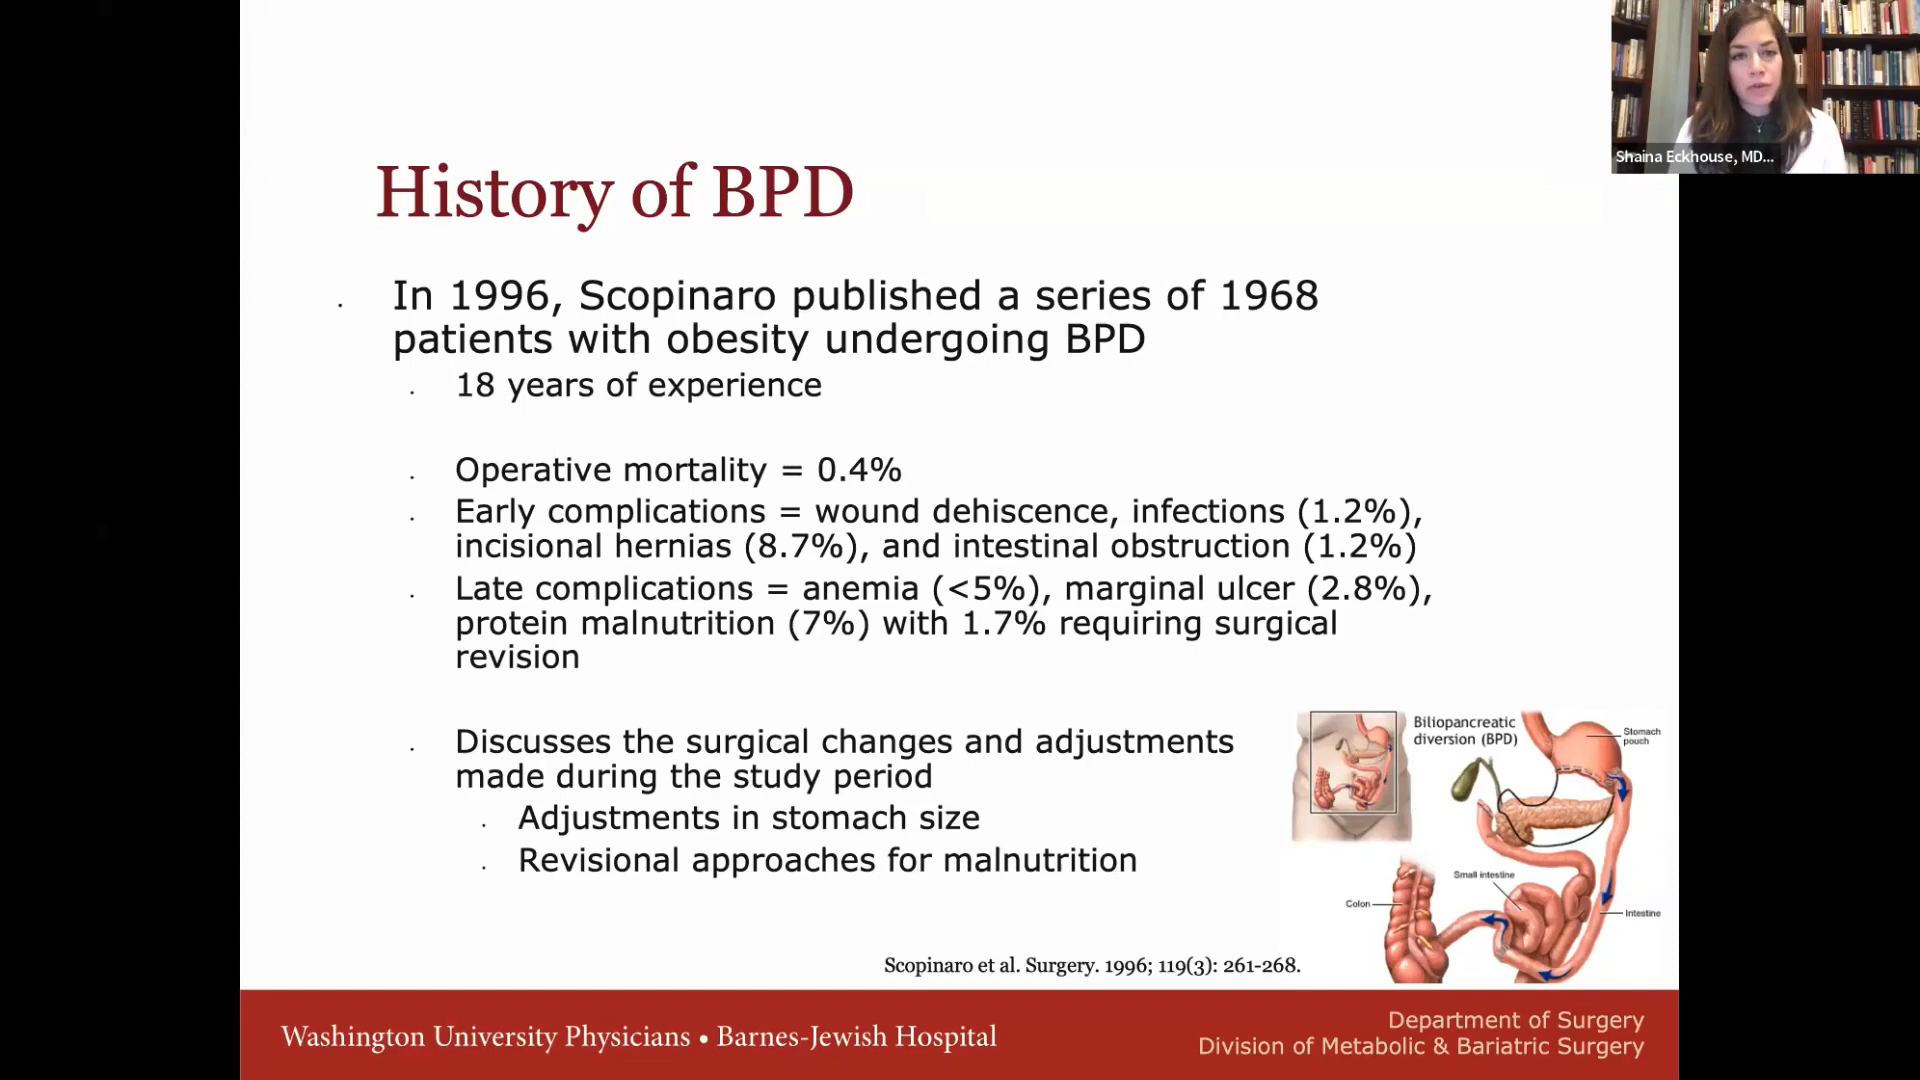 Shaina Eckhouse, MD...
History of BPD
In 1996, Scopinaro published a series of 1968
patients with obesity undergoing BPD
18 years of experience
Operative mortality = 0.4%
Early complications = wound dehiscence, infections (1.2%),
incisional hernias (8.7%), and intestinal obstruction (1.2%)
Late complications = anemia (<5%), marginal ulcer (2.8%),
protein malnutrition (7%) with 1.7% requiring surgical
revision
Discusses the surgical changes and adjustments
made during the study period
Adjustments in stomach size
Revisional approaches for malnutrition
Biliopancreatic
diversion (BPD)
Stomach
pouch
Small intestine
Colon
Intestine
Scopinaro et al. Surgery. 1996; 119(3): 261-268.
Washington University Physicians • Barnes-Jewish Hospital
Department of Surgery
Division of Metabolic & Bariatric Surgery